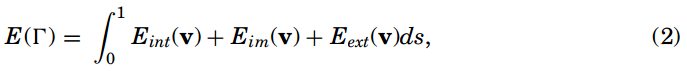 E(Γ) = ∫₀¹ E_int(v) + E_im(v) + E_ext(v)ds, (2)